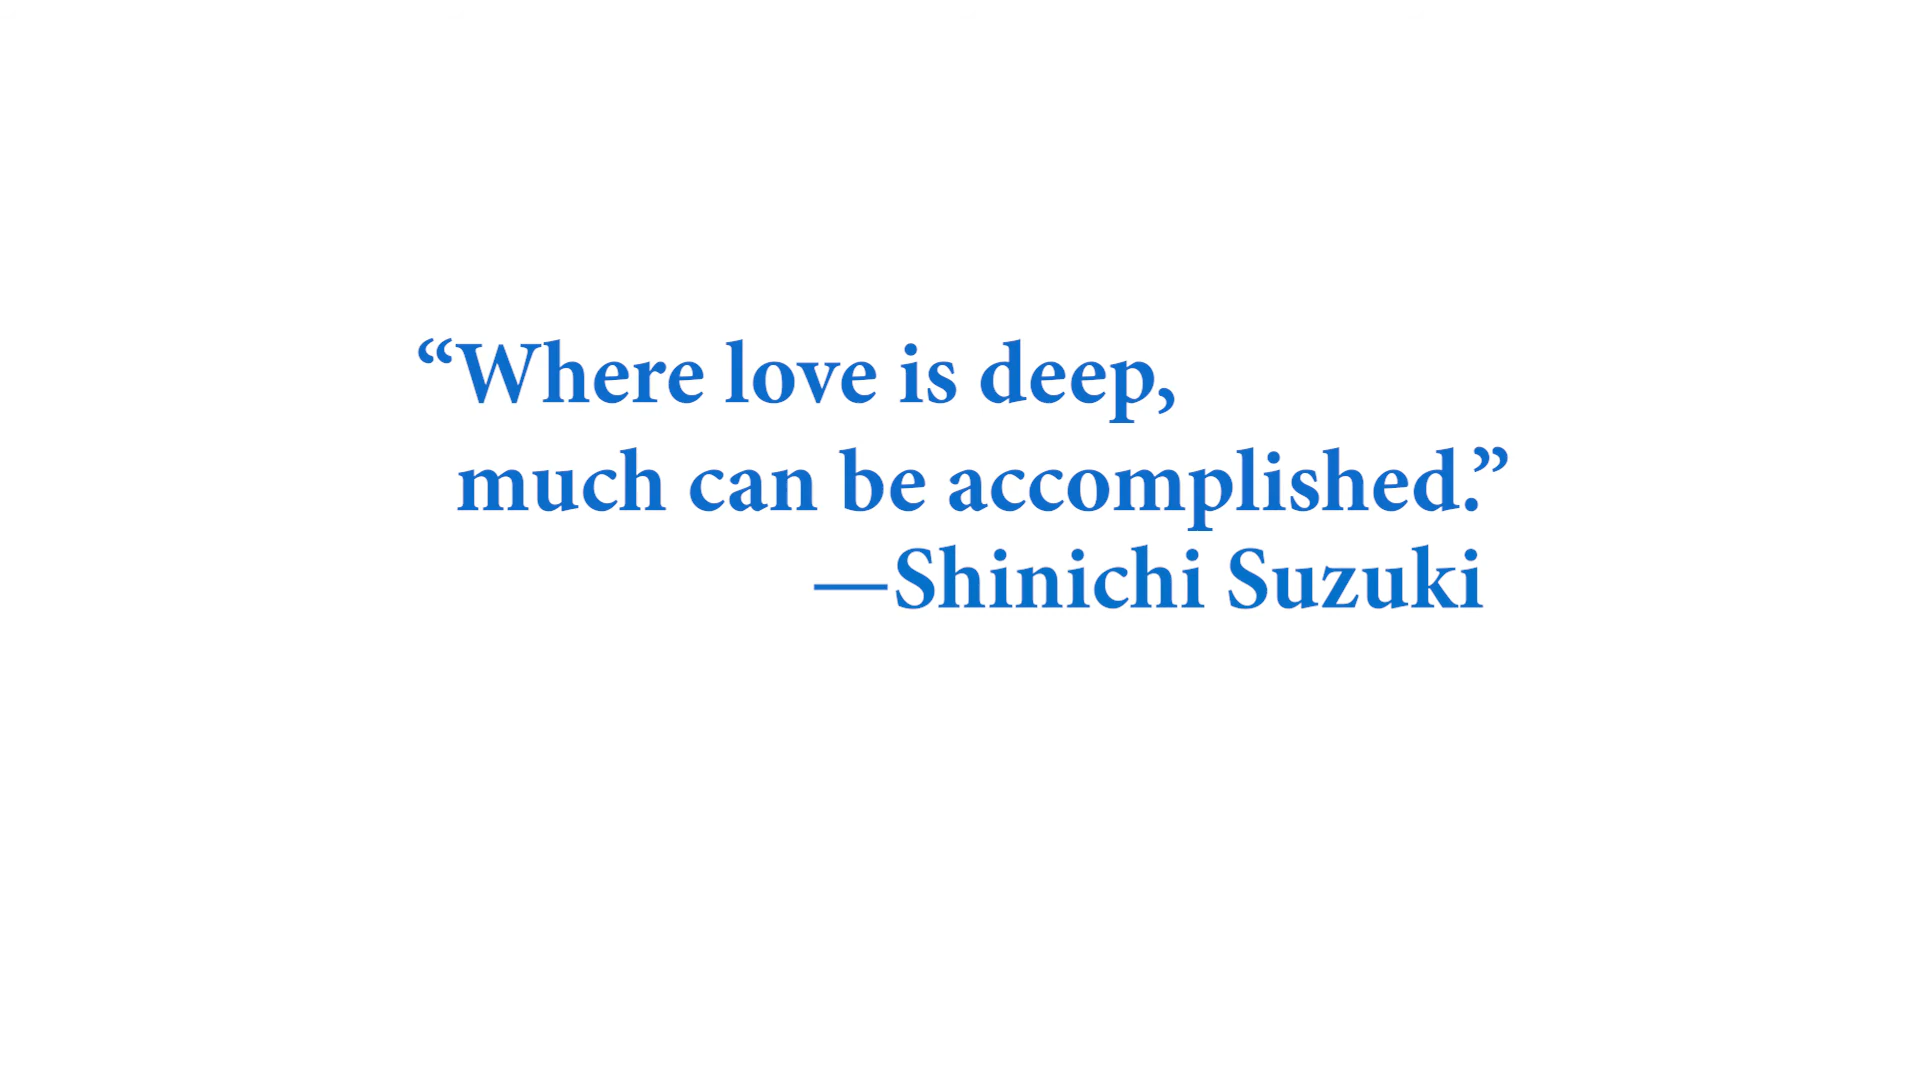 “Where love is deep,
much can be accomplished.”
—Shinichi Suzuki